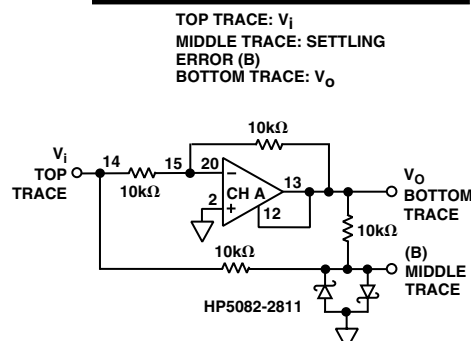 TOP TRACE: Vi
MIDDLE TRACE: SETTLING
ERROR (B)
BOTTOM TRACE: Vo
10kΩ
Vi
TOP
TRACE
14
10kΩ
15
20
2
CH A
13
12
VO
BOTTOM
TRACE
10kΩ
10kΩ
(B)
MIDDLE
TRACE
HP5082-2811